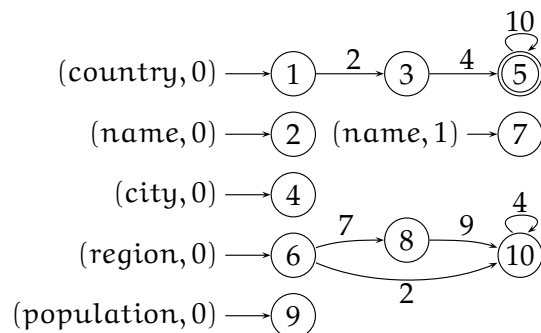 10
(country, 0) 1 2 3 4 5
(name, 0) 2 (name, 1) 7
(city, 0) 4
4
(region, 0) 6 7 8 9 10
2
(population, 0) 9